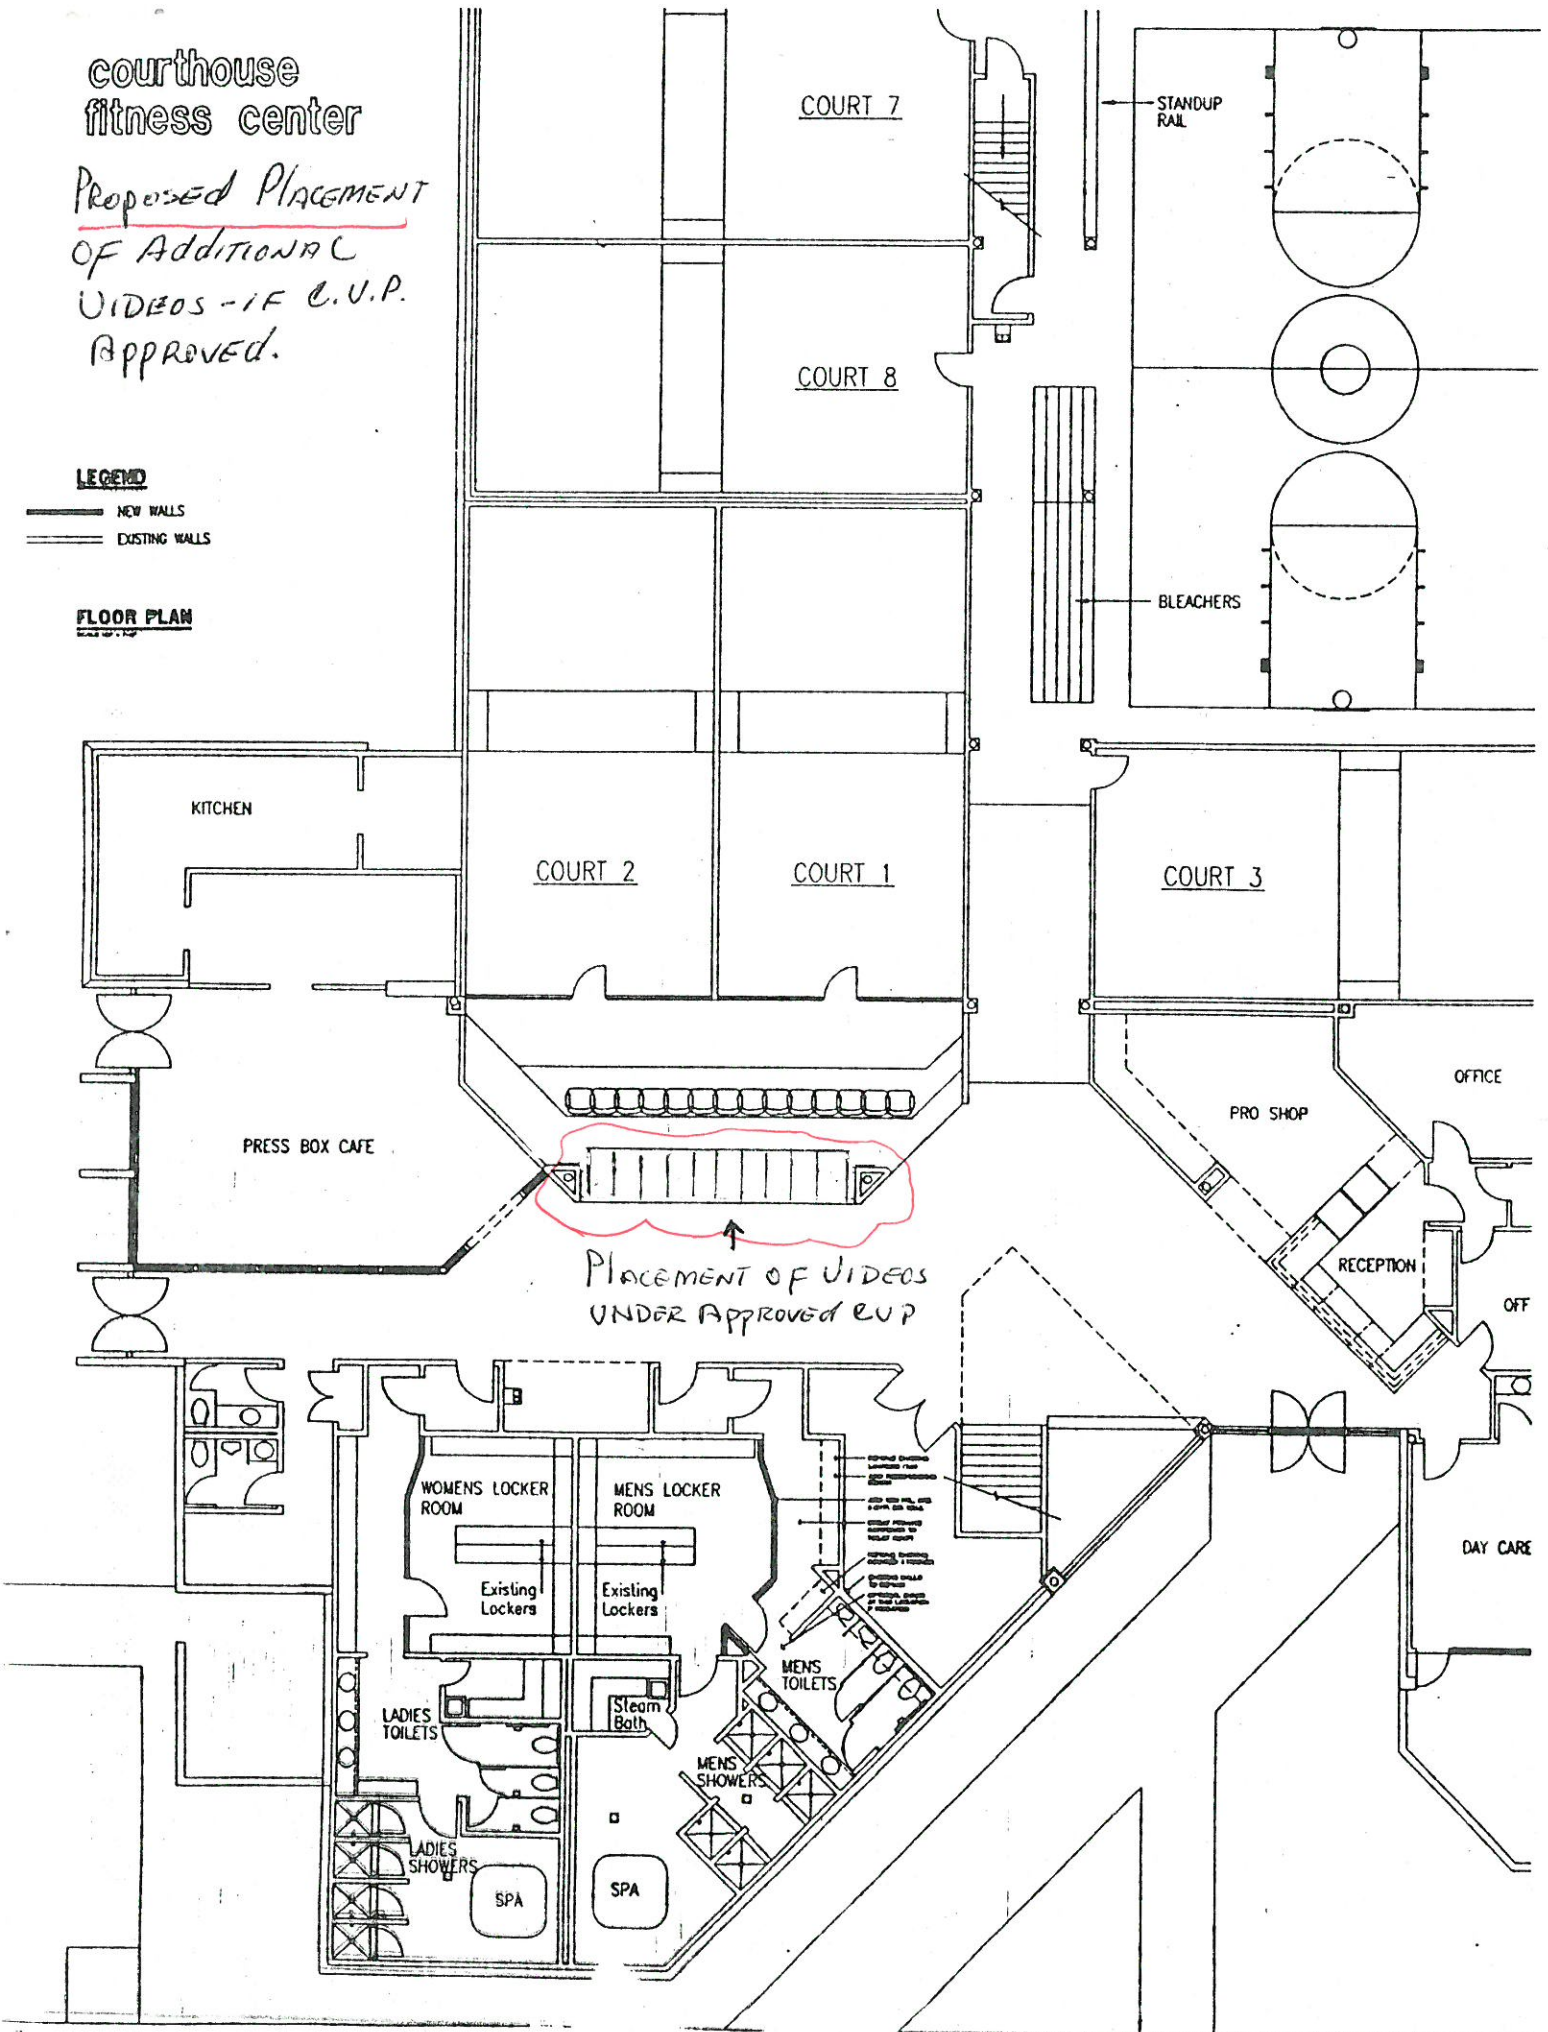 courthouse
fitness center
Proposed Placement
OF Additional
VIDEOS - IF C.U.P.
Approved.
LEGEND
NEW WALLS
EXISTING WALLS
FLOOR PLAN
COURT 7
STANDUP
RAIL
COURT 8
BLEACHERS
KITCHEN
COURT 2
COURT 1
COURT 3
OFFICE
PRO SHOP
PRESS BOX CAFE
RECEPTION
OFF
Placement OF VIDEOS
UNDER Approved CUP
WOMENS LOCKER
ROOM
MENS LOCKER
ROOM
DAY CARE
Existing
Lockers
Existing
Lockers
MENS
TOILETS
LADIES
TOILETS
Steam
Bath
MENS
SHOWERS
LADIES
SHOWERS
SPA
SPA